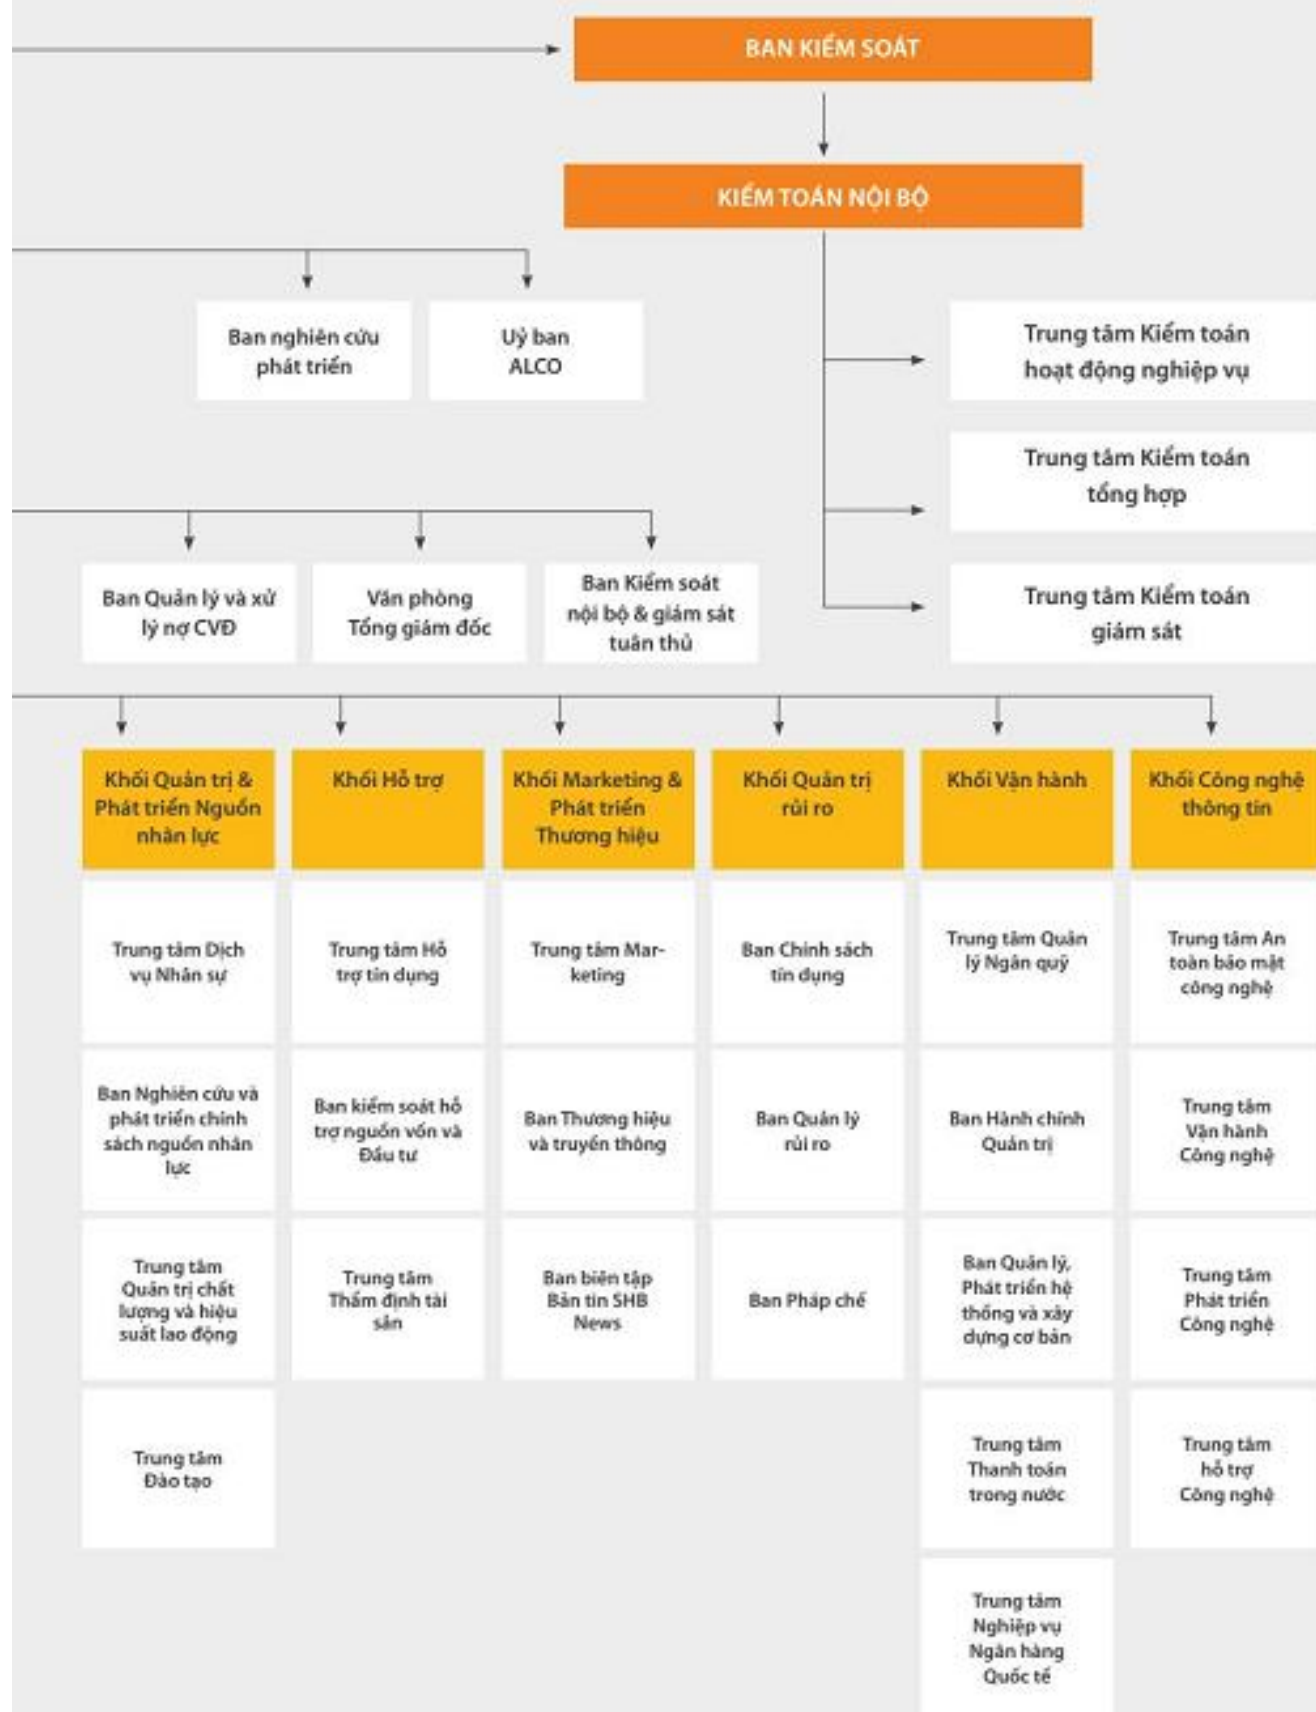 BAN KIỂM SOÁT
KIỂM TOÁN NỘI BỘ
Ban nghiên cứu
phát triển
Uỷ ban
ALCO
Trung tâm Kiểm toán
hoạt động nghiệp vụ
Trung tâm Kiểm toán
tổng hợp
Trung tâm Kiểm toán
giám sát
Ban Quản lý và xử
lý nợ CVĐ
Văn phòng
Tổng giám đốc
Ban Kiểm soát
nội bộ & giám sát
tuân thủ
Khối Quản trị &
Phát triển Nguồn
nhân lực
Khối Hỗ trợ
Khối Marketing &
Phát triển
Thương hiệu
Khối Quản trị
rủi ro
Khối Vận hành
Khối Công nghệ
thông tin
Trung tâm Dịch
vụ Nhân sự
Trung tâm Hỗ
trợ tín dụng
Trung tâm Mar-
keting
Ban Chính sách
tín dụng
Trung tâm Quản
lý Ngân quỹ
Trung tâm An
toàn bảo mật
công nghệ
Ban Nghiên cứu và
phát triển chính
sách nguồn nhân
lực
Ban kiểm soát hỗ
trợ nguồn vốn và
Đầu tư
Ban Thương hiệu
và truyền thông
Ban Quản lý
rủi ro
Ban Hành chính
Quản trị
Trung tâm
Vận hành
Công nghệ
Trung tâm
Quản trị chất
lượng và hiệu
suất lao động
Trung tâm
Thẩm định tài
sản
Ban biên tập
Bản tin SHB
News
Ban Pháp chế
Ban Quản lý,
Phát triển hệ
thống và xây
dựng cơ bản
Trung tâm
Phát triển
Công nghệ
Trung tâm
Đào tạo
Trung tâm
Thanh toán
trong nước
Trung tâm
hỗ trợ
Công nghệ
Trung tâm
Nghiệp vụ
Ngân hàng
Quốc tế